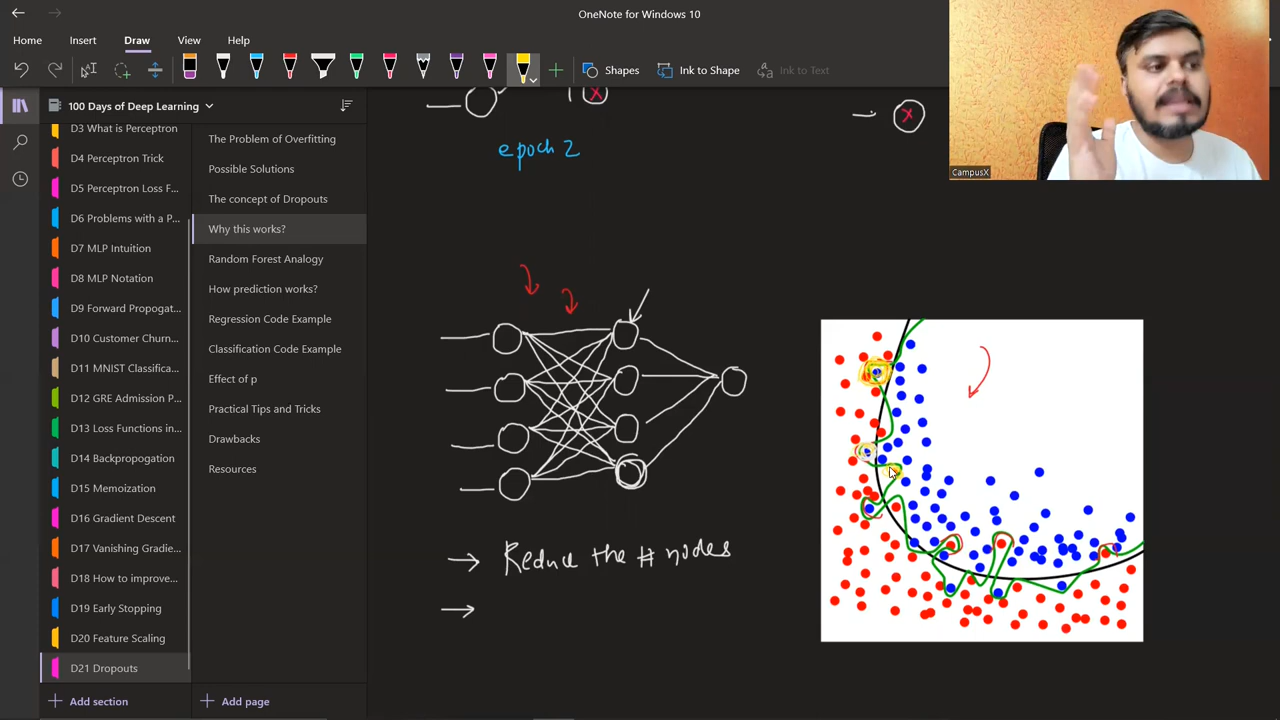 OneNote for Windows 10
Home Insert Draw View Help
Shapes Ink to Shape Ink to Text
100 Days of Deep Learning
D3 What is Perceptron
D4 Perceptron Trick
D5 Perceptron Loss F...
D6 Problems with a P...
D7 MLP Intuition
D8 MLP Notation
D9 Forward Propogat...
D10 Customer Churn...
D11 MNIST Classifica...
D12 GRE Admission P...
D13 Loss Functions in...
D14 Backpropagation
D15 Memoization
D16 Gradient Descent
D17 Vanishing Gradie...
D18 How to improve...
D19 Early Stopping
D20 Feature Scaling
D21 Dropouts
Add section
The Problem of Overfitting
Possible Solutions
The concept of Dropouts
Why this works?
Random Forest Analogy
How prediction works?
Regression Code Example
Classification Code Example
Effect of p
Practical Tips and Tricks
Drawbacks
Resources
Add page
x
x
epoch 2
→ Reduce the # nodes
→
CampusX